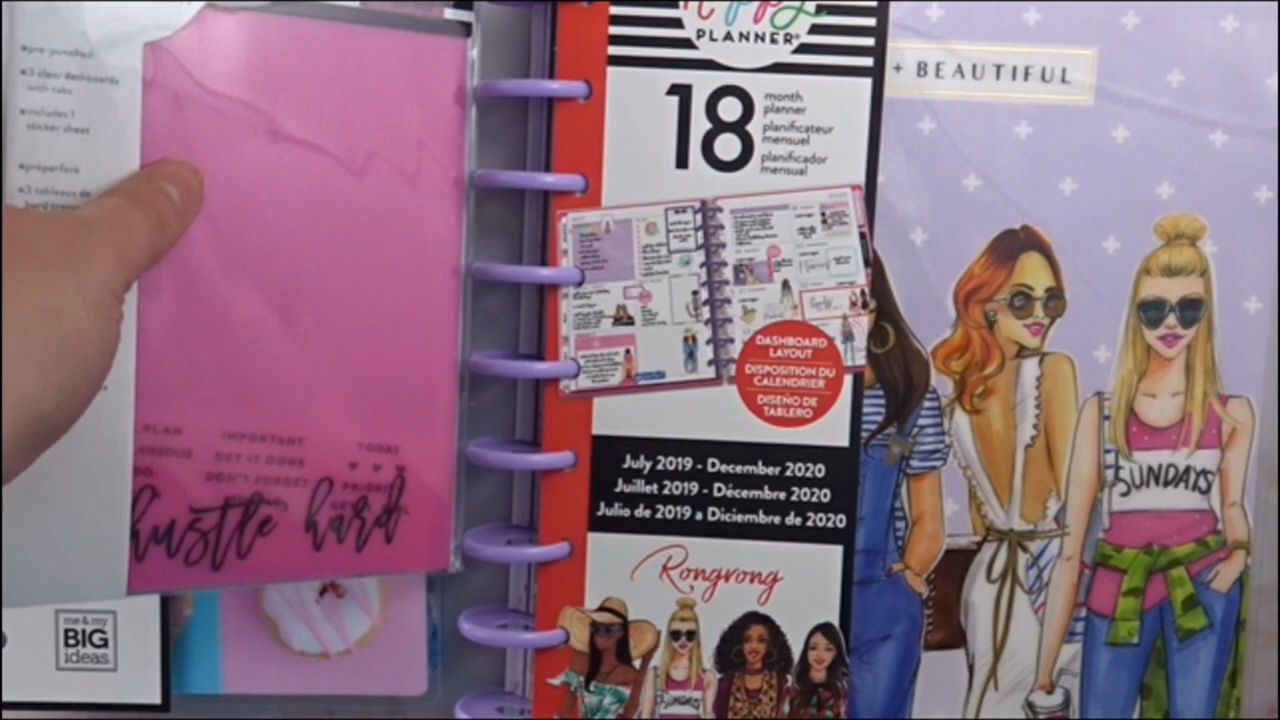 •pre-punched
•3 clear dashboards
with tabs
•includes 1
sticker sheet
•préperforé
•3 tableaux de
PLAN
IMPORTANT
GET IT DONE
DON'T FORGET
TODAY
hustle hard
me & my
BIG
ideas
PLANNER®
18
month
planner
planificateur
mensuel
planificador
mensual
DASHBOARD
LAYOUT
DISPOSITION DU
CALENDRIER
DISEÑO DE
TABLERO
July 2019 - December 2020
Juillet 2019 - Décembre 2020
Julio de 2019 a Diciembre de 2020
Rongrong
+ BEAUTIFUL
SUNDAYS